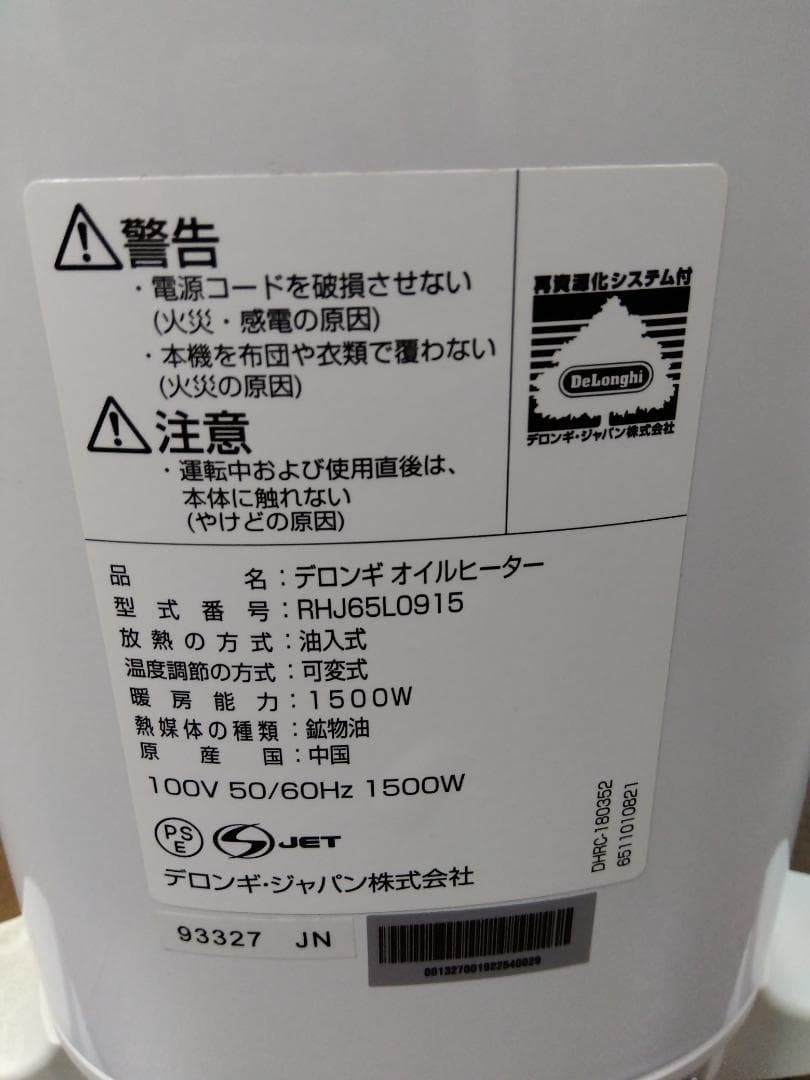 警告
・電源コードを破損させない
(火災・感電の原因)
・本機を布団や衣類で覆わない
(火災の原因)
注意
・運転中および使用直後は、
本体に触れない
(やけどの原因)
再資源化システム付
DeLonghi
デロンギ・ジャパン株式会社
品名：デロンギ オイルヒーター
型式番号：RHJ65L0915
放熱の方式：油入式
温度調節の方式：可変式
暖房能力：1500W
熱媒体の種類：鉱物油
原産国：中国
100V 50/60Hz 1500W
PS
E
JET
デロンギ・ジャパン株式会社
DHRC-180352
6511010821
93327 JN
001327001922540029